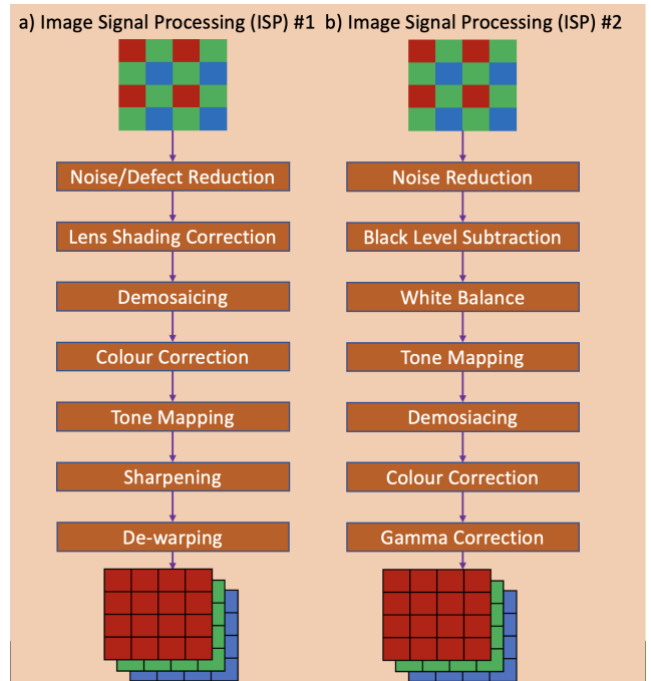 a) Image Signal Processing (ISP) #1 b) Image Signal Processing (ISP) #2
Noise/Defect Reduction
Lens Shading Correction
Demosaicing
Colour Correction
Tone Mapping
Sharpening
De-warping
Noise Reduction
Black Level Subtraction
White Balance
Tone Mapping
Demosiacing
Colour Correction
Gamma Correction